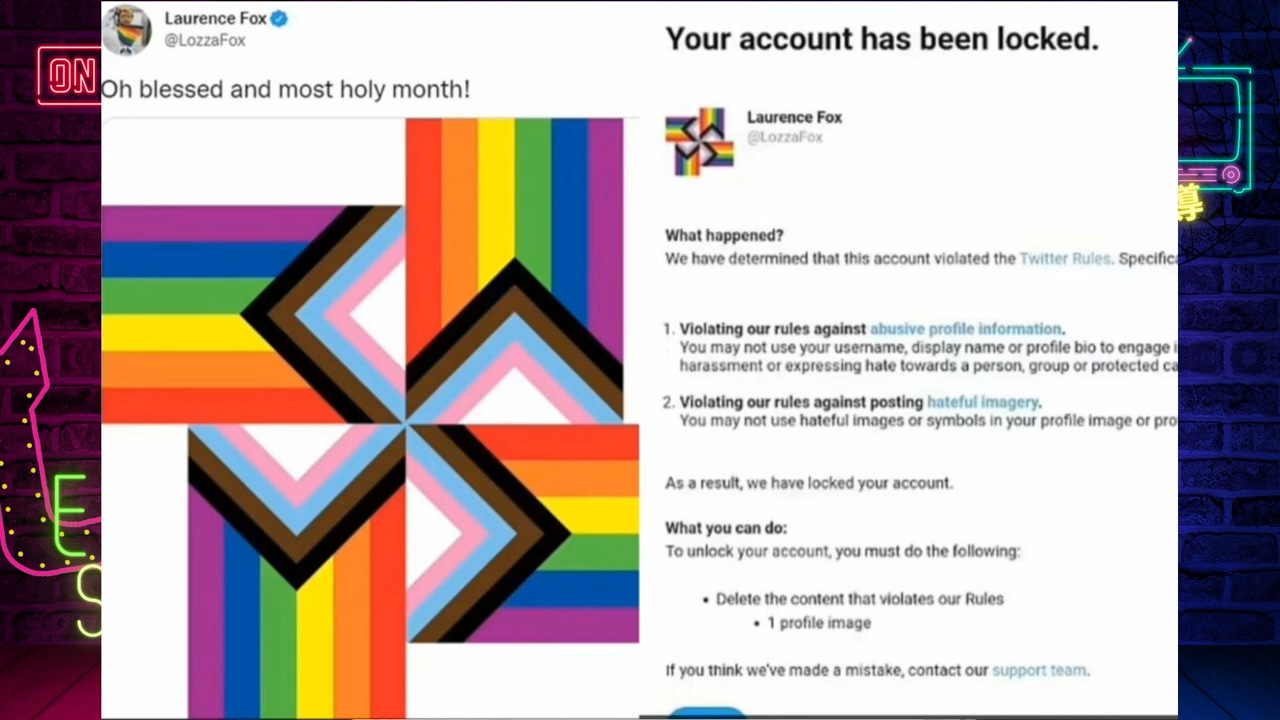 Laurence Fox
@LozzaFox
Oh blessed and most holy month!
Your account has been locked.
Laurence Fox
@LozzaFox
What happened?
We have determined that this account violated the Twitter Rules. Specifica
1. Violating our rules against abusive profile information.
You may not use your username, display name or profile bio to engage i
harassment or expressing hate towards a person, group or protected ca
2. Violating our rules against posting hateful imagery.
You may not use hateful images or symbols in your profile image or pro
As a result, we have locked your account.
What you can do:
To unlock your account, you must do the following:
• Delete the content that violates our Rules
• 1 profile image
If you think we've made a mistake, contact our support team.
ON
E
S
導